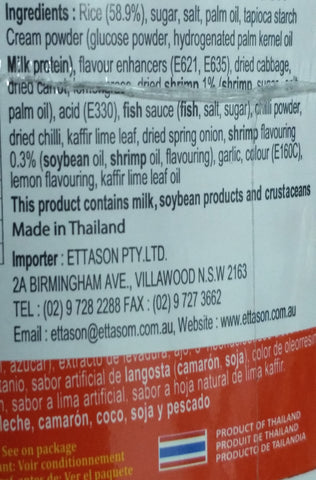 Ingredients : Rice (58.9%), sugar, salt, palm oil, tapioca starch
Cream powder (glucose powder, hydrogenated palm kernel oil
Milk protein), flavour enhancers (E621, E635), dried cabbage,
dried carrot, lemongrass, dried shrimp 1% (shrimp, sugar, salt
palm oil), acid (E330), fish sauce (fish, salt, sugar), chilli powder,
dried chilli, kaffir lime leaf, dried spring onion, shrimp flavouring
0.3% (soybean oil, shrimp oil, flavouring), garlic, colour (E160C),
lemon flavouring, kaffir lime leaf oil
This product contains milk, soybean products and crustaceans
Made in Thailand
Importer : ETTASON PTY.LTD.
2A BIRMINGHAM AVE., VILLAWOOD N.S.W 2163
TEL : (02) 9 728 2288 FAX : (02) 9 727 3662
Email : ettason@ettasom.com.au, Website : www.ettason.com.au
azúcar), extracto de levadura, ajo,
tanio, sabor artificial de langosta (camarón, soja), color de oleorresin
n, sabor a lima artificial, sabor a hoja natural de lima kaffir.
leche, camarón, coco, soja y pescado
See on package
ant: Voir conditionnement
antes de: Ver el paquete
PRODUCT OF THAILAND
PRODUIT DE THAILAND
PRODUCTO DE TAILANDIA